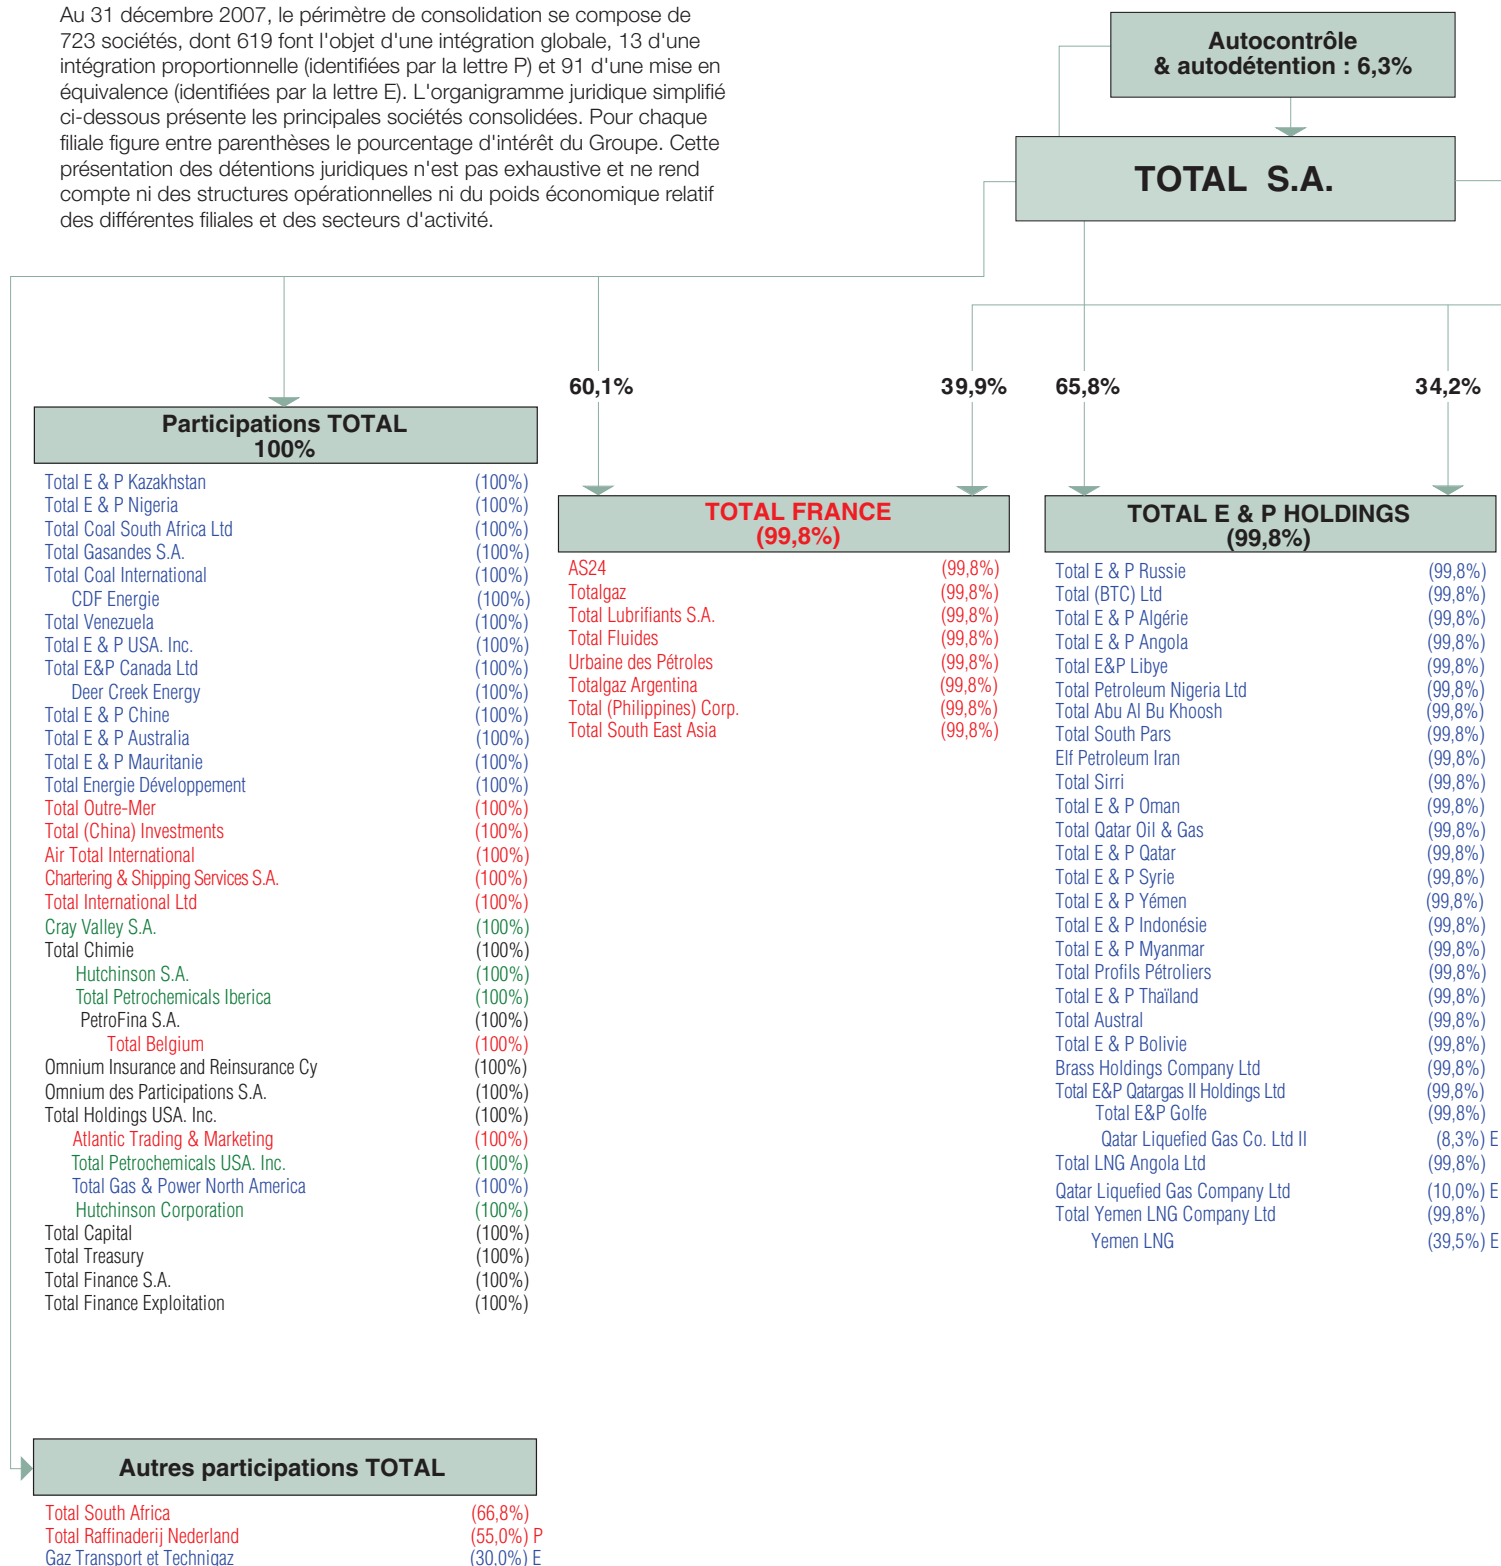 Au 31 décembre 2007, le périmètre de consolidation se compose de
723 sociétés, dont 619 font l'objet d'une intégration globale, 13 d'une
intégration proportionnelle (identifiées par la lettre P) et 91 d'une mise en
équivalence (identifiées par la lettre E). L'organigramme juridique simplifié
ci-dessous présente les principales sociétés consolidées. Pour chaque
filiale figure entre parenthèses le pourcentage d'intérêt du Groupe. Cette
présentation des détentions juridiques n'est pas exhaustive et ne rend
compte ni des structures opérationnelles ni du poids économique relatif
des différentes filiales et des secteurs d'activité.
Autocontrôle
& autodétention : 6,3%
TOTAL S.A.
60,1% 39,9% 65,8% 34,2%
Participations TOTAL
100%
Total E & P Kazakhstan (100%)
Total E & P Nigeria (100%)
Total Coal South Africa Ltd (100%)
Total Gasandes S.A. (100%)
Total Coal International (100%)
CDF Energie (100%)
Total Venezuela (100%)
Total E & P USA. Inc. (100%)
Total E&P Canada Ltd (100%)
Deer Creek Energy (100%)
Total E & P Chine (100%)
Total E & P Australia (100%)
Total E & P Mauritanie (100%)
Total Energie Développement (100%)
Total Outre-Mer (100%)
Total (China) Investments (100%)
Air Total International (100%)
Chartering & Shipping Services S.A. (100%)
Total International Ltd (100%)
Cray Valley S.A. (100%)
Total Chimie (100%)
Hutchinson S.A. (100%)
Total Petrochemicals Iberica (100%)
PetroFina S.A. (100%)
Total Belgium (100%)
Omnium Insurance and Reinsurance Cy (100%)
Omnium des Participations S.A. (100%)
Total Holdings USA. Inc. (100%)
Atlantic Trading & Marketing (100%)
Total Petrochemicals USA. Inc. (100%)
Total Gas & Power North America (100%)
Hutchinson Corporation (100%)
Total Capital (100%)
Total Treasury (100%)
Total Finance S.A. (100%)
Total Finance Exploitation (100%)
TOTAL FRANCE
(99,8%)
AS24 (99,8%)
Totalgaz (99,8%)
Total Lubrifiants S.A. (99,8%)
Total Fluides (99,8%)
Urbaine des Pétroles (99,8%)
Totalgaz Argentina (99,8%)
Total (Philippines) Corp. (99,8%)
Total South East Asia (99,8%)
TOTAL E & P HOLDINGS
(99,8%)
Total E & P Russie (99,8%)
Total (BTC) Ltd (99,8%)
Total E & P Algérie (99,8%)
Total E & P Angola (99,8%)
Total E&P Libye (99,8%)
Total Petroleum Nigeria Ltd (99,8%)
Total Abu Al Bu Khoosh (99,8%)
Total South Pars (99,8%)
Elf Petroleum Iran (99,8%)
Total Sirri (99,8%)
Total E & P Oman (99,8%)
Total Qatar Oil & Gas (99,8%)
Total E & P Qatar (99,8%)
Total E & P Syrie (99,8%)
Total E & P Yémen (99,8%)
Total E & P Indonésie (99,8%)
Total E & P Myanmar (99,8%)
Total Profils Pétroliers (99,8%)
Total E & P Thaïland (99,8%)
Total Austral (99,8%)
Total E & P Bolivie (99,8%)
Brass Holdings Company Ltd (99,8%)
Total E&P Qatargas II Holdings Ltd (99,8%)
Total E&P Golfe (99,8%)
Qatar Liquefied Gas Co. Ltd II (8,3%) E
Total LNG Angola Ltd (99,8%)
Qatar Liquefied Gas Company Ltd (10,0%) E
Total Yemen LNG Company Ltd (99,8%)
Yemen LNG (39,5%) E
Autres participations TOTAL
Total South Africa (66,8%)
Total Raffinaderij Nederland (55,0%) P
Gaz Transport et Technigaz (30,0%) E